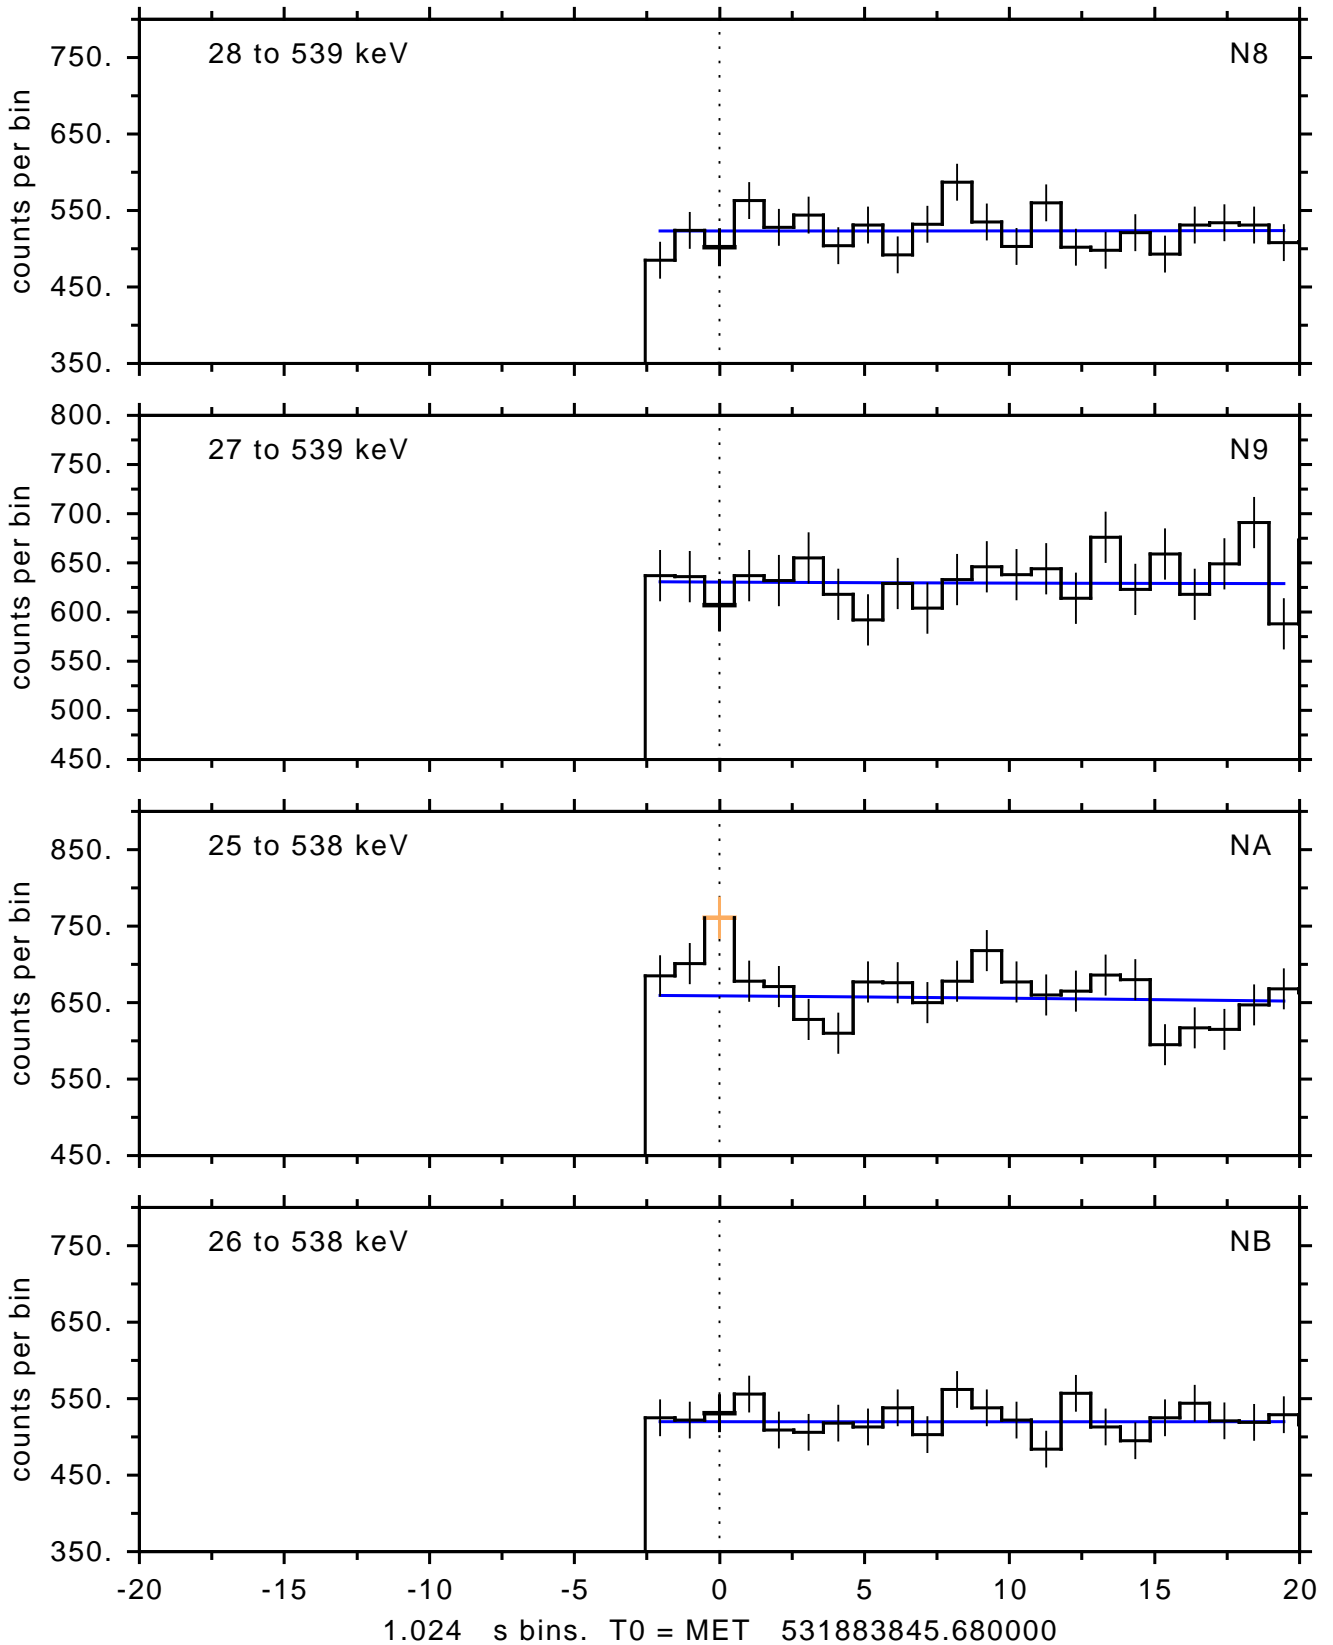 28 to 539 keV N8
counts per bin
750.
650.
550.
450.
350.
27 to 539 keV N9
counts per bin
800.
750.
700.
650.
600.
550.
500.
450.
25 to 538 keV NA
counts per bin
850.
750.
650.
550.
450.
26 to 538 keV NB
counts per bin
750.
650.
550.
450.
350.
-20 -15 -10 -5 0 5 10 15 20
1.024 s bins. T0 = MET 531883845.680000